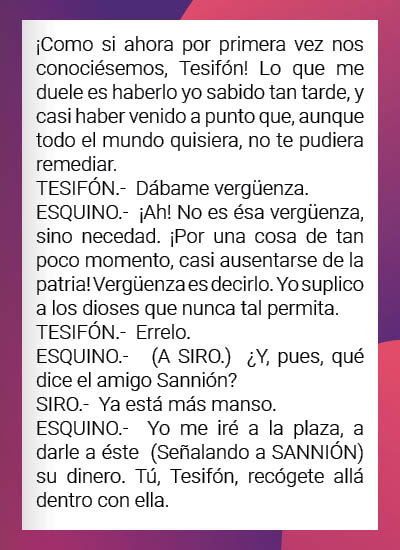 ¡Como si ahora por primera vez nos
conociésemos, Tesifón! Lo que me
duele es haberlo yo sabido tan tarde, y
casi haber venido a punto que, aunque
todo el mundo quisiera, no te pudiera
remediar.
TESIFÓN.- Dábame vergüenza.
ESQUINO.- ¡Ah! No es ésa vergüenza,
sino necedad. ¡Por una cosa de tan
poco momento, casi ausentarse de la
patria! Vergüenza es decirlo. Yo suplico
a los dioses que nunca tal permita.
TESIFÓN.- Errelo.
ESQUINO.- (A SIRO.) ¿Y, pues, qué
dice el amigo Sannión?
SIRO.- Ya está más manso.
ESQUINO.- Yo me iré a la plaza, a
darle a éste (Señalando a SANNIÓN)
su dinero. Tú, Tesifón, recógete allá
dentro con ella.